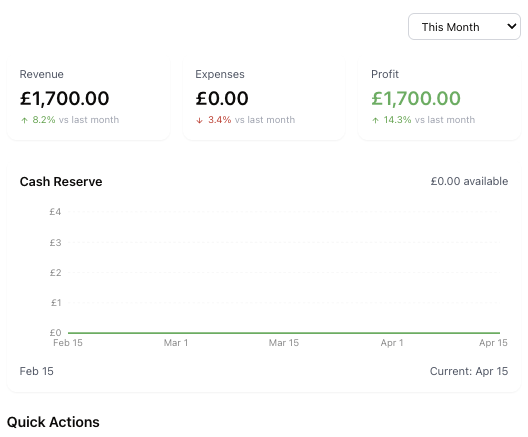 This Month
Revenue Expenses Profit
£1,700.00 £0.00 £1,700.00
↑ 8.2% vs last month ↓ 3.4% vs last month ↑ 14.3% vs last month
Cash Reserve £0.00 available
£4
£3
£2
£1
£0
Feb 15 Mar 1 Mar 15 Apr 1 Apr 15
Feb 15 Current: Apr 15
Quick Actions